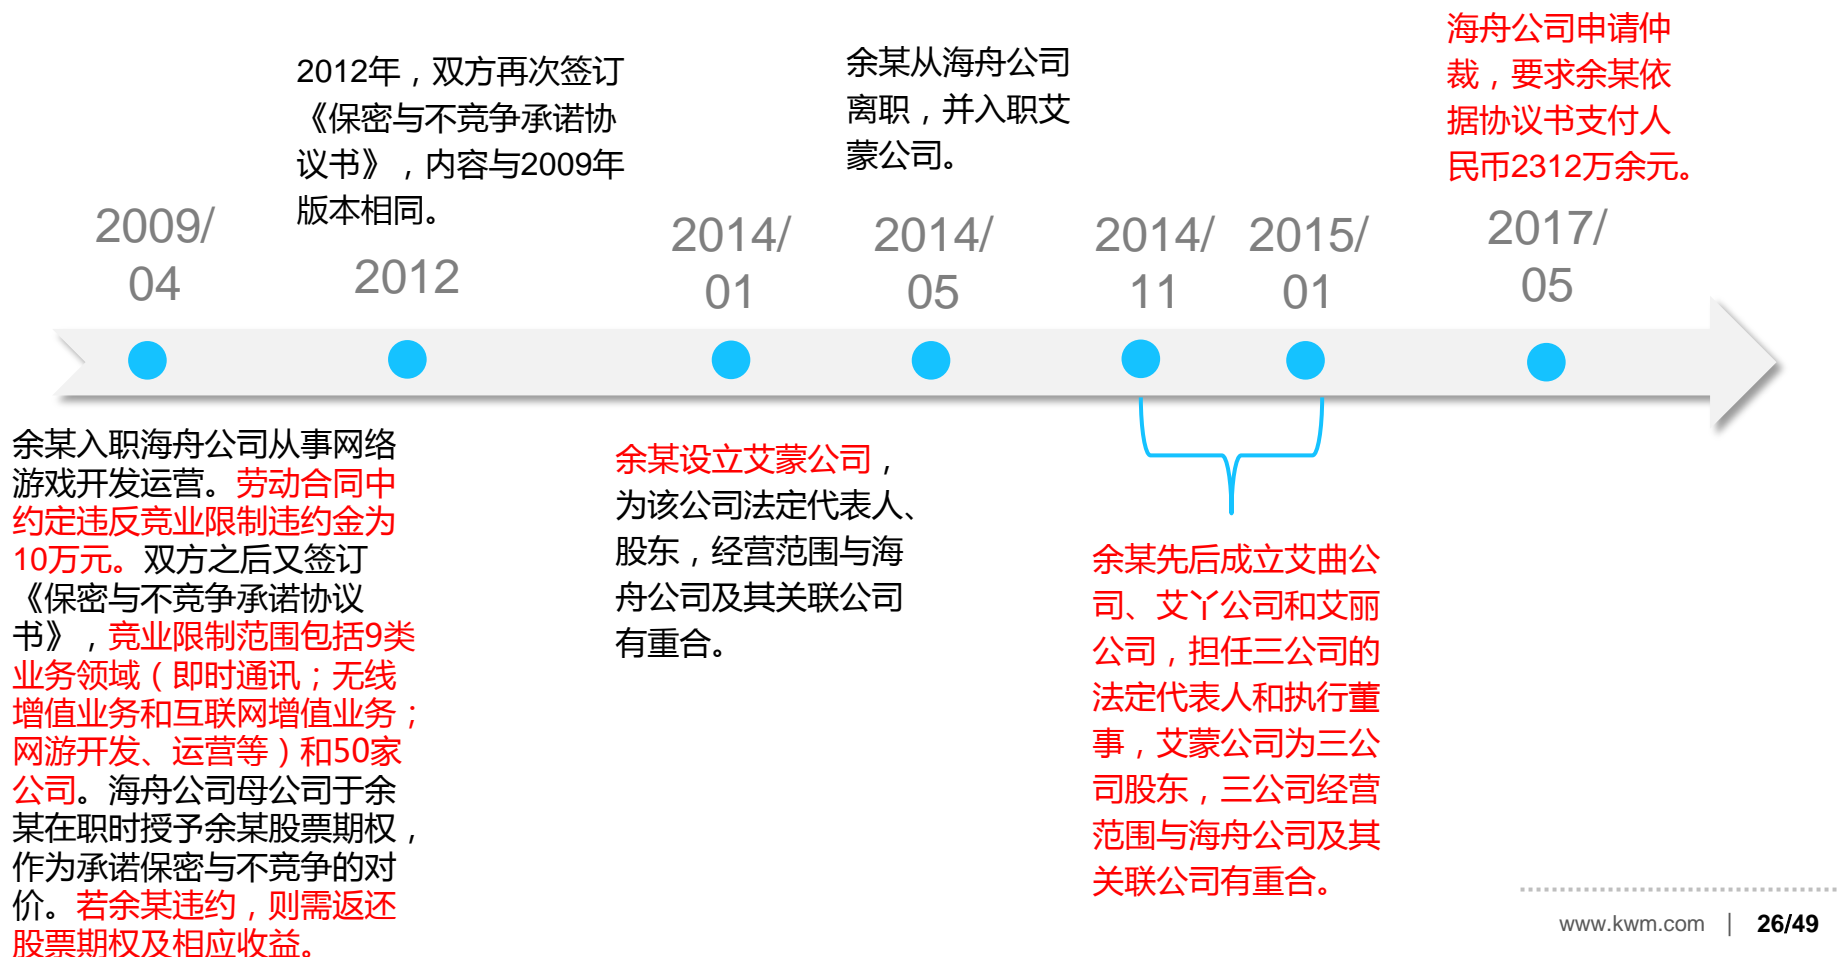 2012年，双方再次签订
《保密与不竞争承诺协
议书》，内容与2009年
版本相同。
余某从海舟公司
离职，并入职艾
蒙公司。
海舟公司申请仲
裁，要求余某依
据协议书支付人
民币2312万余元。
2009/
04
2012
2014/
01
2014/
05
2014/
11
2015/
01
2017/
05
余某入职海舟公司从事网络
游戏开发运营。劳动合同中
约定违反竞业限制违约金为
10万元。双方之后又签订
《保密与不竞争承诺协议
书》，竞业限制范围包括9类
业务领域（即时通讯；无线
增值业务和互联网增值业务；
网游开发、运营等）和50家
公司。海舟公司母公司于余
某在职时授予余某股票期权，
作为承诺保密与不竞争的对
价。若余某违约，则需返还
股票期权及相应收益。
余某设立艾蒙公司，
为该公司法定代表人、
股东，经营范围与海
舟公司及其关联公司
有重合。
余某先后成立艾曲公
司、艾丫公司和艾丽
公司，担任三公司的
法定代表人和执行董
事，艾蒙公司为三公
司股东，三公司经营
范围与海舟公司及其
关联公司有重合。
www.kwm.com | 26/49